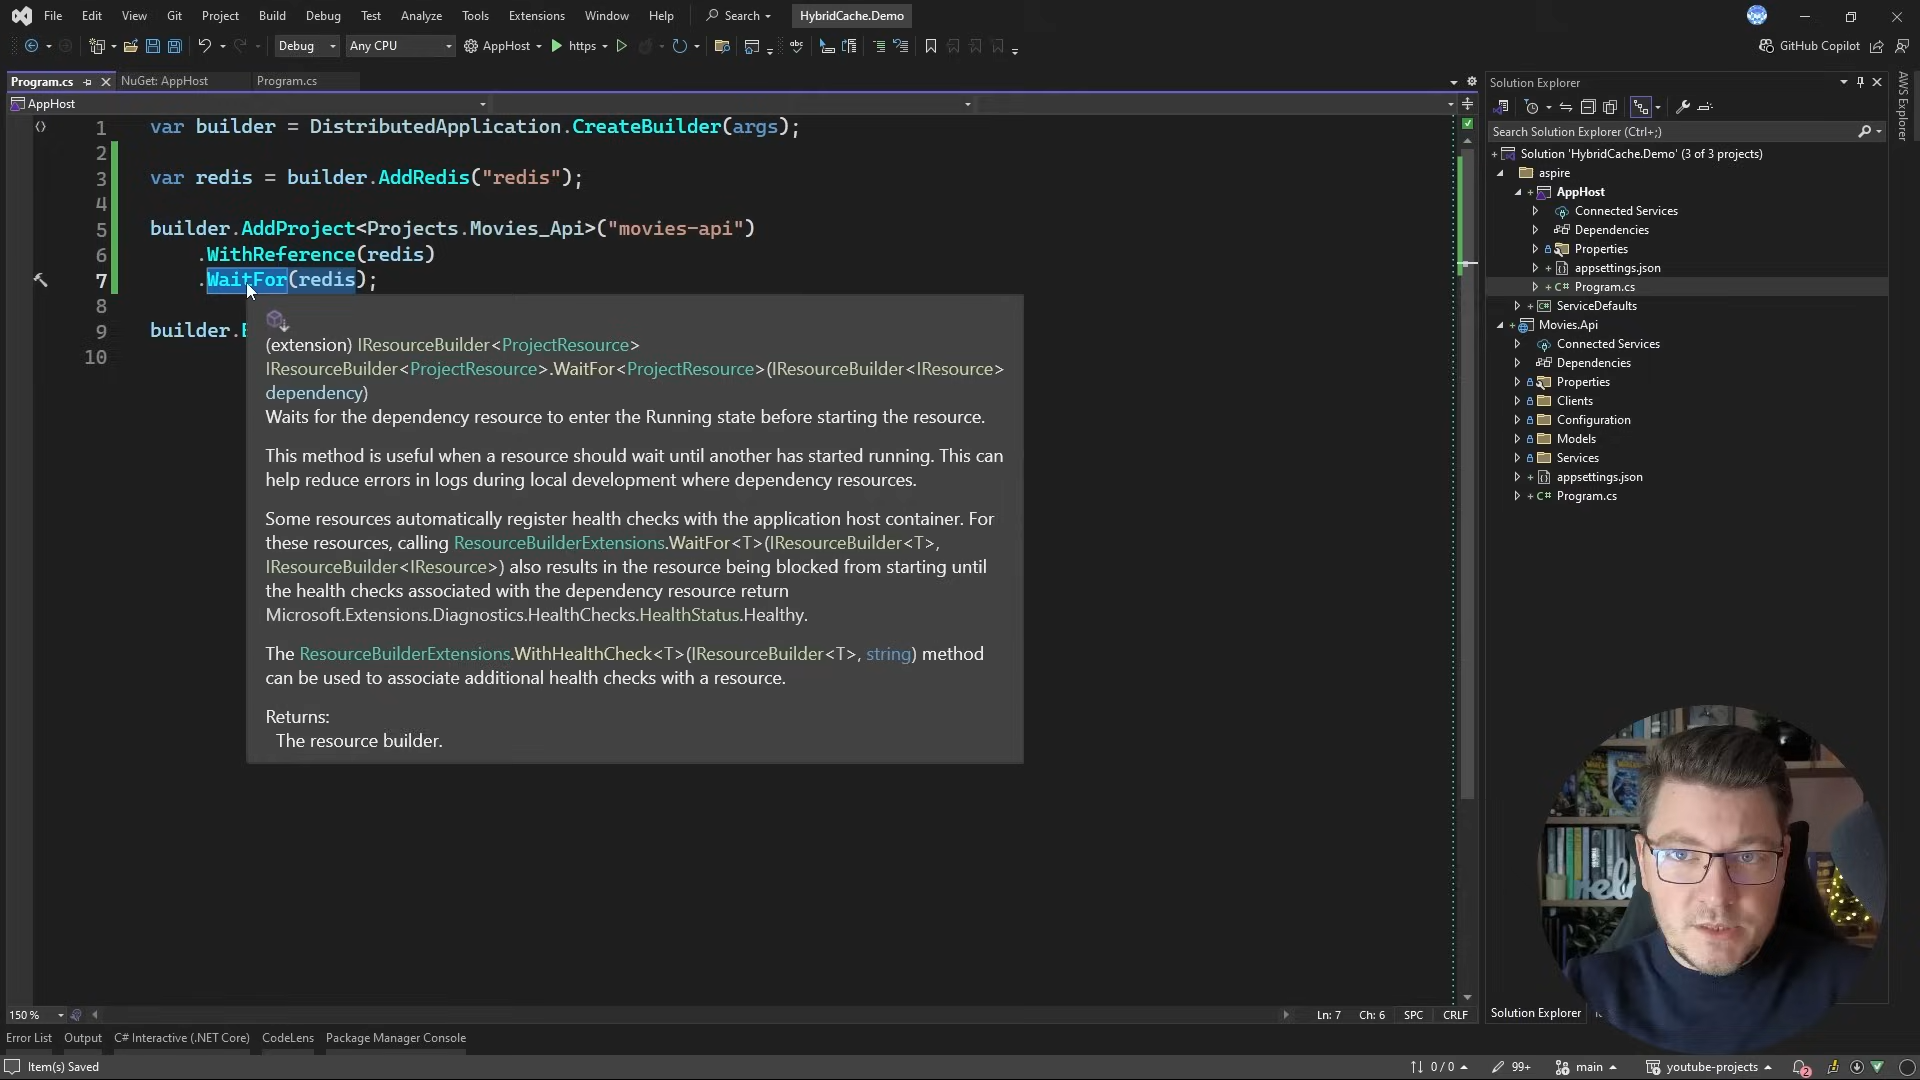 File Edit View Git Project Build Debug Test Analyze Tools Extensions Window Help Search HybridCache.Demo
Debug Any CPU AppHost https GitHub Copilot
Program.cs NuGet: AppHost Program.cs
AppHost
1 var builder = DistributedApplication.CreateBuilder(args);
2
3 var redis = builder.AddRedis("redis");
4
5 builder.AddProject<Projects.Movies_Api>("movies-api")
6 .WithReference(redis)
7 .WaitFor(redis);
8
9 builder.
10
(extension) IResourceBuilder<ProjectResource>
IResourceBuilder<ProjectResource>.WaitFor<ProjectResource>(IResourceBuilder<IResource>
dependency)
Waits for the dependency resource to enter the Running state before starting the resource.
This method is useful when a resource should wait until another has started running. This can
help reduce errors in logs during local development where dependency resources.
Some resources automatically register health checks with the application host container. For
these resources, calling ResourceBuilderExtensions.WaitFor<T>(IResourceBuilder<T>,
IResourceBuilder<IResource>) also results in the resource being blocked from starting until
the health checks associated with the dependency resource return
Microsoft.Extensions.Diagnostics.HealthChecks.HealthStatus.Healthy.
The ResourceBuilderExtensions.WithHealthCheck<T>(IResourceBuilder<T>, string) method
can be used to associate additional health checks with a resource.
Returns:
The resource builder.
Solution Explorer
Search Solution Explorer (Ctrl+;)
Solution 'HybridCache.Demo' (3 of 3 projects)
aspire
AppHost
Connected Services
Dependencies
Properties
appsettings.json
C# Program.cs
ServiceDefaults
Movies.Api
Connected Services
Dependencies
Properties
Clients
Configuration
Models
Services
appsettings.json
C# Program.cs
AWS Explorer
150 % Ln: 7 Ch: 6 SPC CRLF
Solution Explorer
Error List Output C# Interactive (.NET Core) CodeLens Package Manager Console
Item(s) Saved 0 / 0 99+ main youtube-projects 2